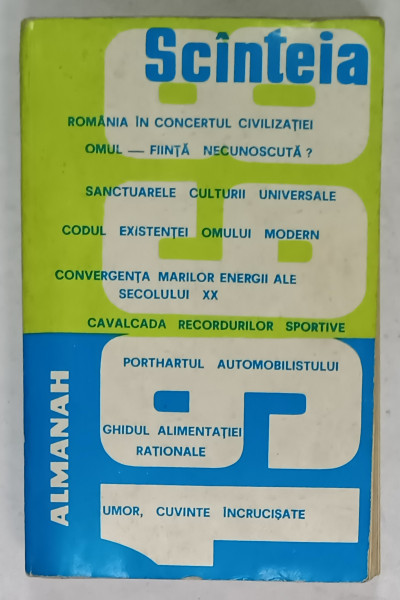 Scînteia
ROMÂNIA ÎN CONCERTUL CIVILIZAȚIEI
OMUL — FIINȚĂ NECUNOSCUTĂ?
SANCTUARELE CULTURII UNIVERSALE
CODUL EXISTENȚEI OMULUI MODERN
CONVERGENȚA MARILOR ENERGII ALE
SECOLULUI XX
CAVALCADA RECORDURILOR SPORTIVE
PORTHARTUL AUTOMOBILISTULUI
GHIDUL ALIMENTAȚIEI
RAȚIONALE
UMOR, CUVINTE ÎNCRUCIȘATE
ALMANAH
1968